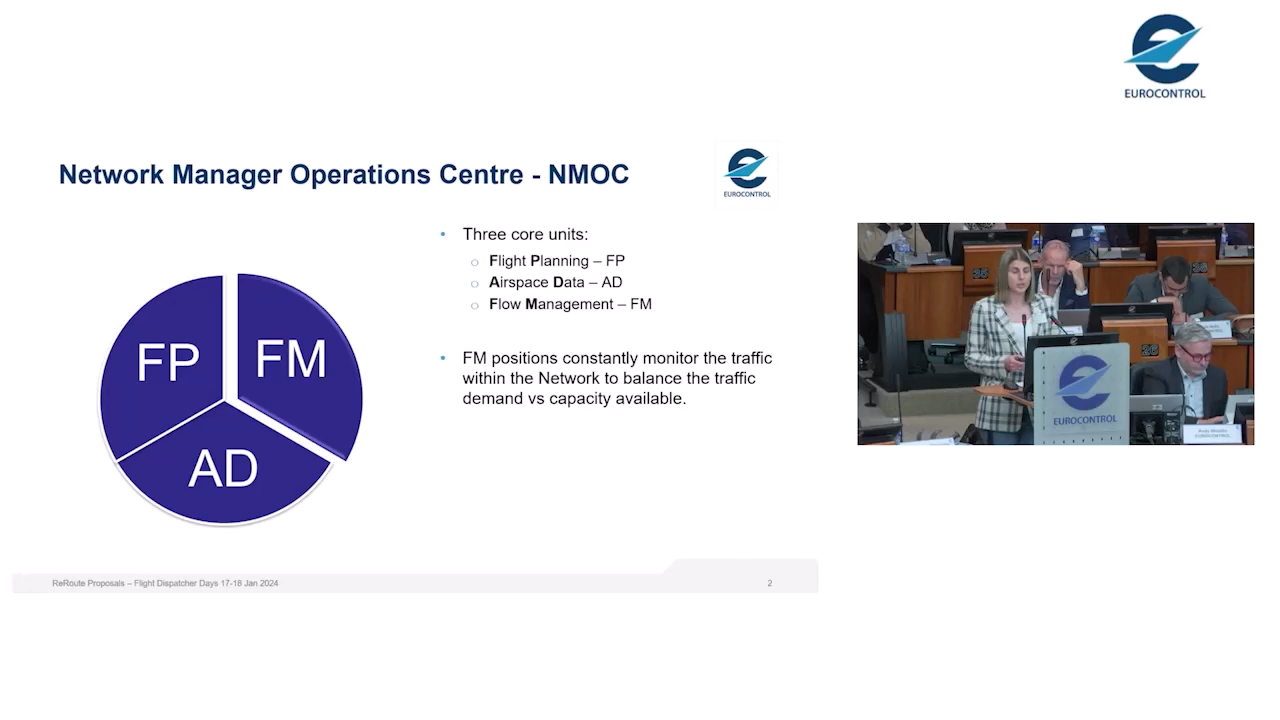 EUROCONTROL
Network Manager Operations Centre - NMOC
EUROCONTROL
• Three core units:
o Flight Planning – FP
o Airspace Data – AD
o Flow Management – FM
• FM positions constantly monitor the traffic
within the Network to balance the traffic
demand vs capacity available.
FP
FM
AD
ReRoute Proposals – Flight Dispatcher Days 17-18 Jan 2024
2
EUROCONTROL
EUROCONTROL